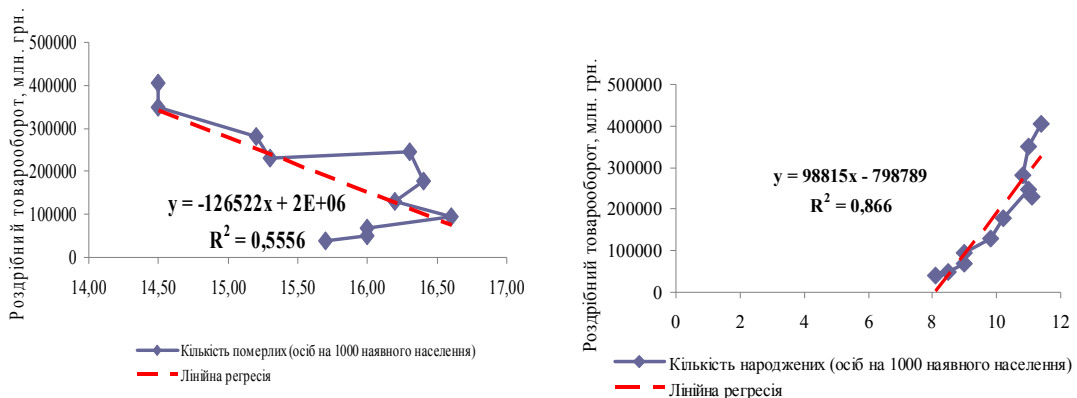 Роздрібний товарооборот, млн. грн.
500000
400000
300000
200000
100000
0
14,00
14,50
15,00
15,50
16,00
16,50
17,00
y = -126522x + 2E+06
R² = 0,5556
Кількість померлих (осіб на 1000 наявного населення)
Лінійна регресія
Роздрібний товарооборот, млн. грн.
500000
400000
300000
200000
100000
0
0
2
4
6
8
10
12
y = 98815x - 798789
R² = 0,866
Кількість народжених (осіб на 1000 наявного населення)
Лінійна регресія